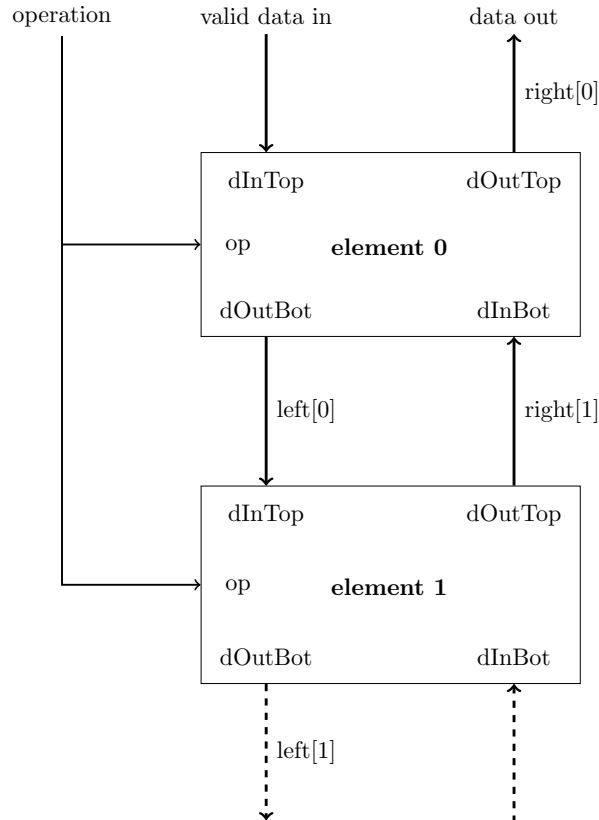 operation valid data in data out
right[0]
dInTop dOutTop
op element 0
dOutBot dInBot
left[0] right[1]
dInTop dOutTop
op element 1
dOutBot dInBot
left[1]